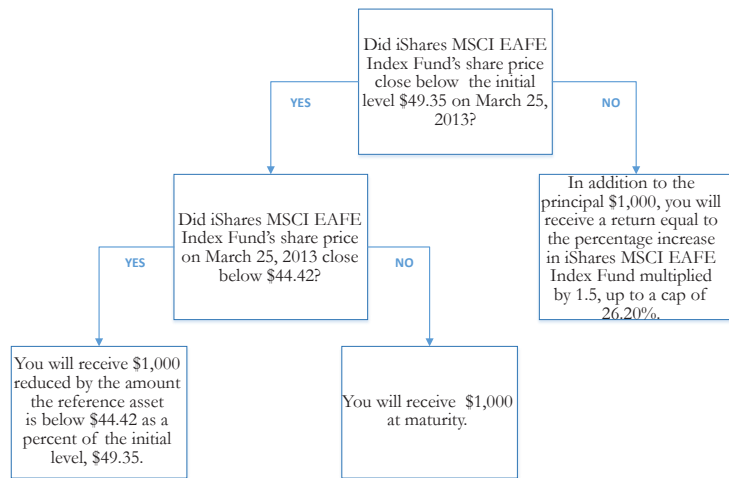 Did iShares MSCI EAFE
Index Fund's share price
close below the initial
level $49.35 on March 25,
2013?
YES
NO
Did iShares MSCI EAFE
Index Fund's share price
on March 25, 2013 close
below $44.42?
In addition to the
principal $1,000, you will
receive a return equal to
the percentage increase
in iShares MSCI EAFE
Index Fund multiplied
by 1.5, up to a cap of
26.20%.
YES
NO
You will receive $1,000
reduced by the amount
the reference asset
is below $44.42 as a
percent of the initial
level, $49.35.
You will receive $1,000
at maturity.